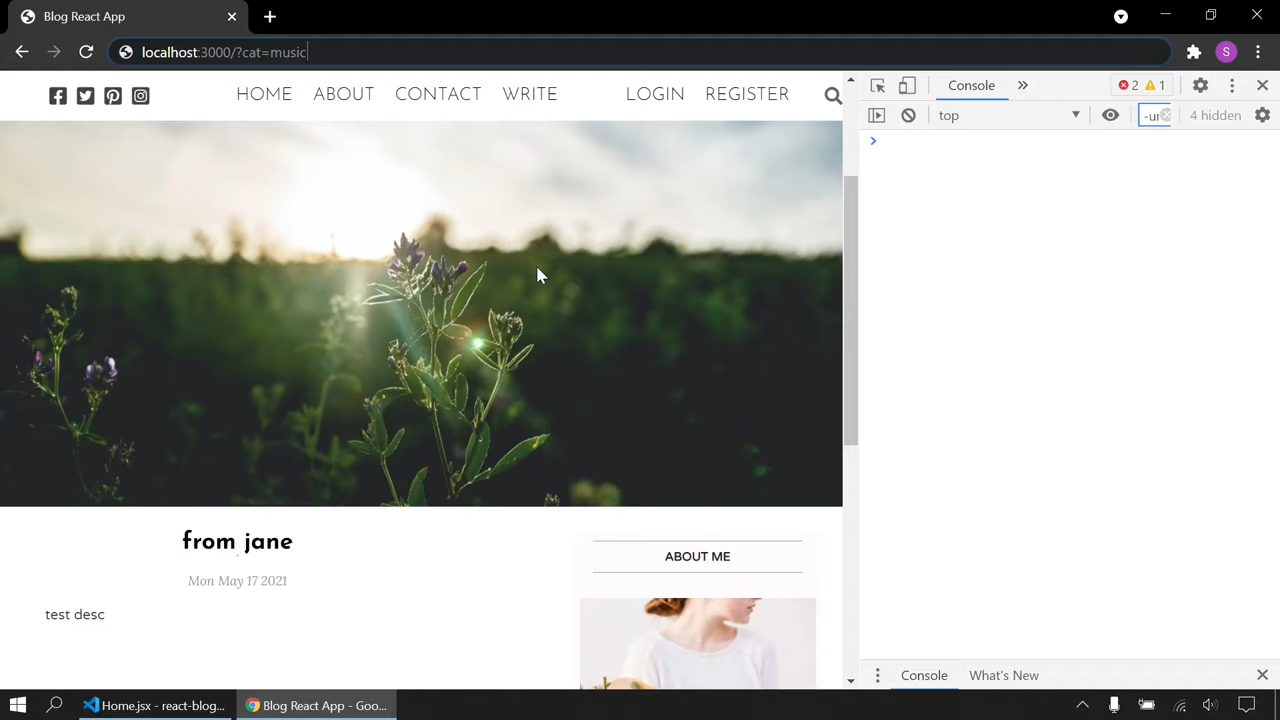 Blog React App
localhost:3000/?cat=music
HOME ABOUT CONTACT WRITE LOGIN REGISTER
Console
2 1
top
4 hidden
from jane
Mon May 17 2021
test desc
ABOUT ME
Console What's New
Home.jsx - react-blog...
Blog React App - Goo...
S